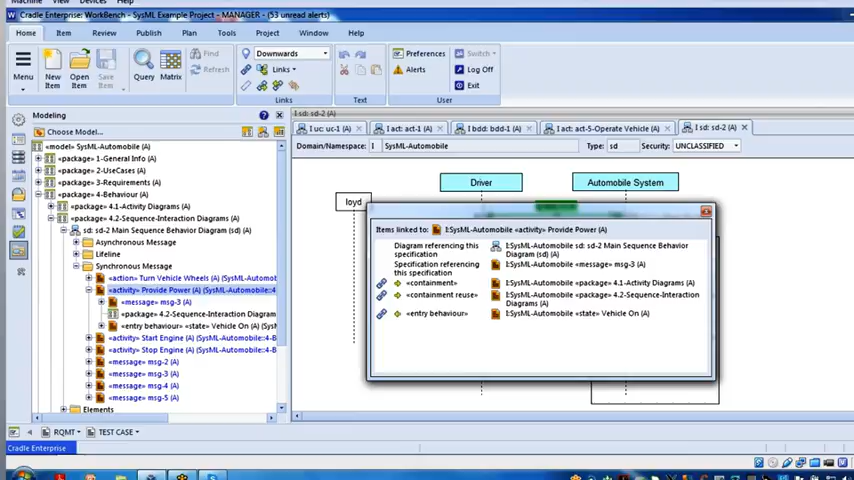 Machine View Devices Help
Cradle Enterprise: WorkBench - SysML Example Project - MANAGER - (53 unread alerts)
Home Item Review Publish Plan Tools Project Window Help
Menu
New Item
Open Item
Save Item
Query
Matrix
Find
Refresh
Downwards
Links
Links
Text
Preferences
Alerts
Switch
Log Off
Exit
User
Modeling
Choose Model...
«model» SysML-Automobile (A)
«package» 1-General Info (A)
«package» 2-UseCases (A)
«package» 3-Requirements (A)
«package» 4-Behaviour (A)
«package» 4.1-Activity Diagrams (A)
«package» 4.2-Sequence-Interaction Diagrams (A)
sd: sd-2 Main Sequence Behavior Diagram (sd) (A)
Asynchronous Message
Lifeline
Synchronous Message
«action» Turn Vehicle Wheels (A) (SysML-Automobil
«activity» Provide Power (A) (SysML-Automobile::4-
«message» msg-3 (A)
«package» 4.2-Sequence-Interaction Diagrams (A)
«entry behaviour» «state» Vehicle On (A) (Sy
«activity» Start Engine (A) (SysML-Automobile::4-B
«activity» Stop Engine (A) (SysML-Automobile::4-B
«message» msg-2 (A)
«message» msg-3 (A)
«message» msg-4 (A)
«message» msg-5 (A)
Elements
RQMT
TEST CASE
Cradle Enterprise
I uc: uc-1 (A)
I act: act-1 (A)
I bdd: bdd-1 (A)
I act: act-5-Operate Vehicle (A)
I sd: sd-2 (A)
Domain/Namespace: I SysML-Automobile Type: sd Security: UNCLASSIFIED
loyd
Driver
Automobile System
Items linked to: I:SysML-Automobile «activity» Provide Power (A)
Diagram referencing this specification
I:SysML-Automobile sd: sd-2 Main Sequence Behavior Diagram (sd) (A)
Specification referencing this specification
I:SysML-Automobile «message» msg-3 (A)
«containment» I:SysML-Automobile «package» 4.1-Activity Diagrams (A)
«containment reuse» I:SysML-Automobile «package» 4.2-Sequence-Interaction Diagrams (A)
«entry behaviour» I:SysML-Automobile «state» Vehicle On (A)